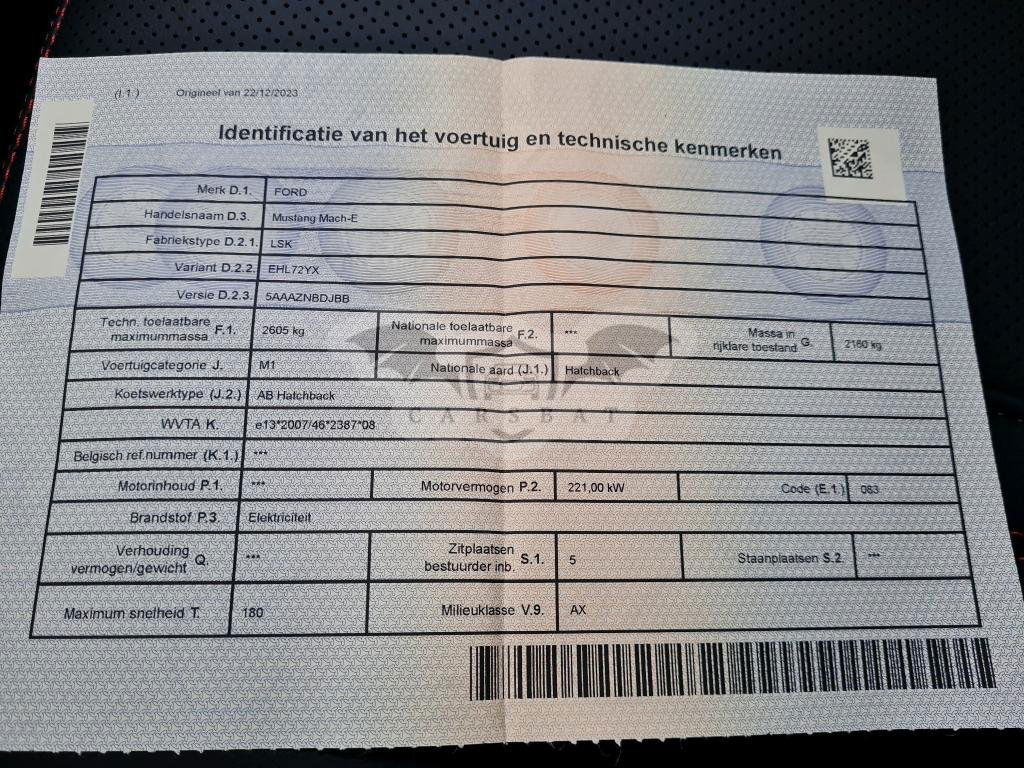 (I.1.) Origineel van 22/12/2023
Identificatie van het voertuig en technische kenmerken
Merk D.1. FORD
Handelsnaam D.3. Mustang Mach-E
Fabriekstype D.2.1. LSK
Variant D.2.2. EHL72YX
Versie D.2.3. 5AAAZNBDJBB
Techn. toelaatbare maximummassa F.1. 2605 kg Nationale toelaatbare maximummassa F.2. *** Massa in rijklare toestand G. 2160 kg
Voertuigcategorie J. M1 Nationale aard (J.1.) Hatchback
Koetswerktype (J.2.) AB Hatchback
CARSBAT
WVTA K. e13*2007/46*2387*08
Belgisch ref.nummer (K.1.) ***
Motorinhoud P.1. *** Motorvermogen P.2. 221,00 kW Code (E.1.) 063
Brandstof P.3. Elektriciteit
Verhouding vermogen/gewicht Q. *** Zitplaatsen bestuurder inb. S.1. 5 Staanplaatsen S.2. ***
Maximum snelheid T. 180 Milieuklasse V.9. AX